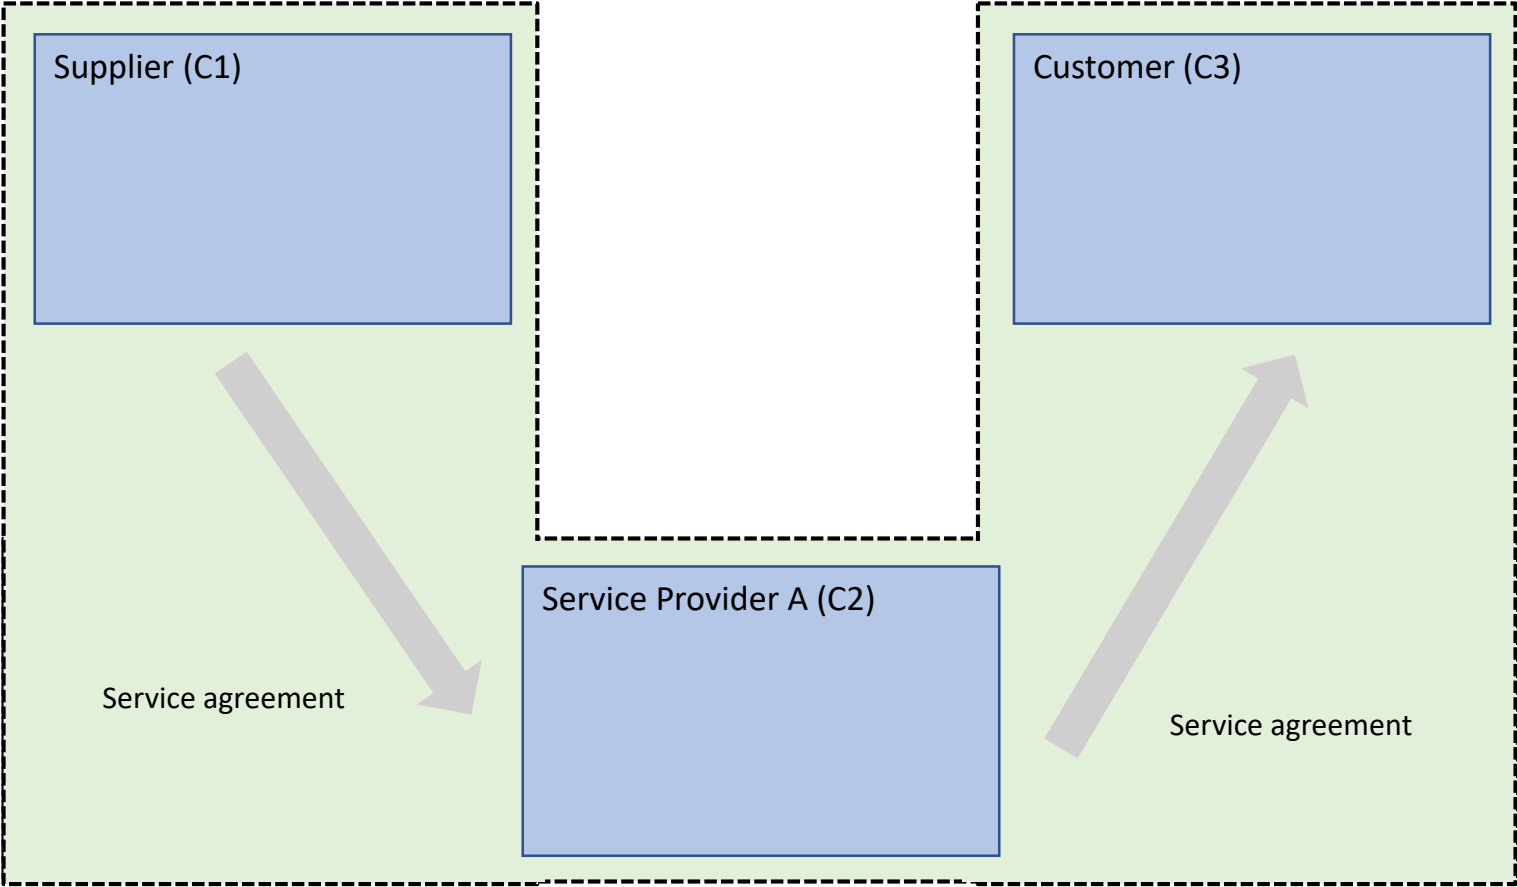 Supplier (C1)
Customer (C3)
Service Provider A (C2)
Service agreement
Service agreement